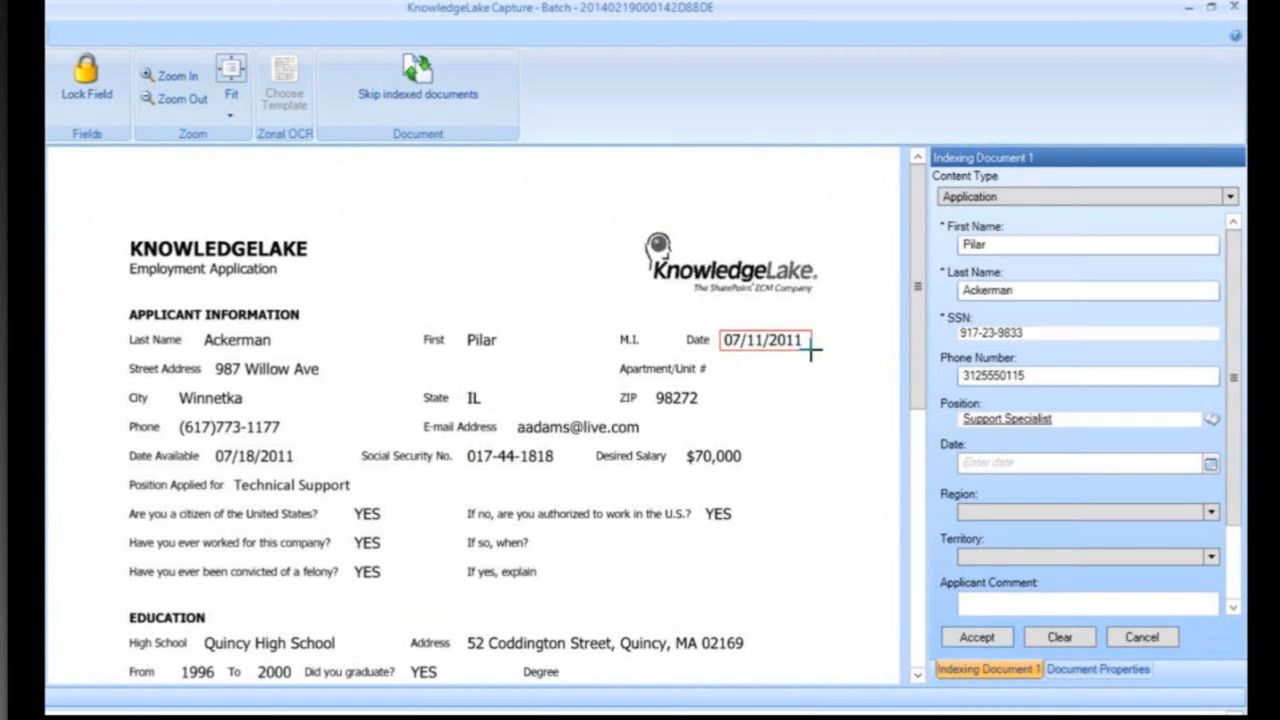 KnowledgeLake Capture - Batch - 20140219000142D88DE
Lock Field
Zoom In
Zoom Out
Fit
Choose
Template
Skip indexed documents
Fields
Zoom
Zonal OCR
Document
KNOWLEDGELAKE
Employment Application
KnowledgeLake.
The SharePoint® ECM Company
APPLICANT INFORMATION
Last Name Ackerman First Pilar M.I. Date 07/11/2011
Street Address 987 Willow Ave Apartment/Unit #
City Winnetka State IL ZIP 98272
Phone (617)773-1177 E-mail Address aadams@live.com
Date Available 07/18/2011 Social Security No. 017-44-1818 Desired Salary $70,000
Position Applied for Technical Support
Are you a citizen of the United States? YES If no, are you authorized to work in the U.S.? YES
Have you ever worked for this company? YES If so, when?
Have you ever been convicted of a felony? YES If yes, explain
EDUCATION
High School Quincy High School Address 52 Coddington Street, Quincy, MA 02169
From 1996 To 2000 Did you graduate? YES Degree
Indexing Document 1
Content Type
Application
* First Name:
Pilar
* Last Name:
Ackerman
* SSN:
917-23-9833
Phone Number:
3125550115
Position:
Support Specialist
Date:
Enter date
Region:
Territory:
Applicant Comment:
Accept Clear Cancel
Indexing Document 1 Document Properties